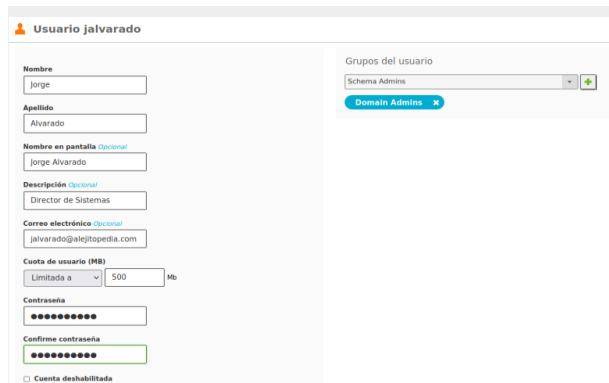 Usuario jalvarado
Nombre
Jorge
Apellido
Alvarado
Nombre en pantalla Opcional
Jorge Alvarado
Descripción Opcional
Director de Sistemas
Correo electrónico Opcional
jalvarado@alejitopedia.com
Cuota de usuario (MB)
Limitada a 500 Mb
Contraseña
●●●●●●●●●●
Confirme contraseña
●●●●●●●●●●
Cuenta deshabilitada
Grupos del usuario
Schema Admins
Domain Admins x